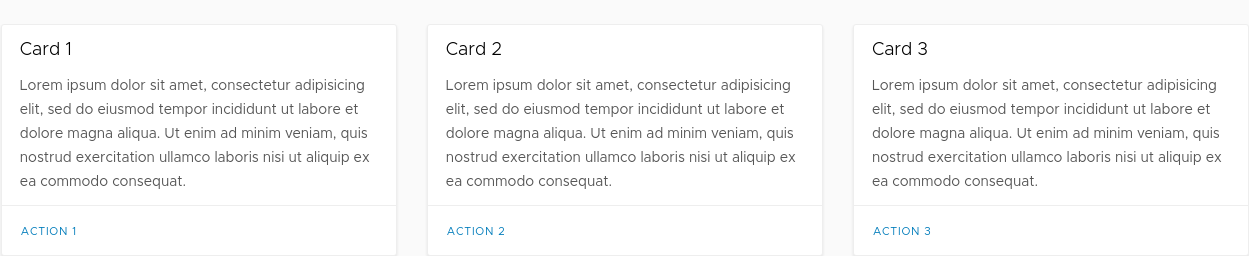 Card 1
Lorem ipsum dolor sit amet, consectetur adipisicing
elit, sed do eiusmod tempor incididunt ut labore et
dolore magna aliqua. Ut enim ad minim veniam, quis
nostrud exercitation ullamco laboris nisi ut aliquip ex
ea commodo consequat.
ACTION 1
Card 2
Lorem ipsum dolor sit amet, consectetur adipisicing
elit, sed do eiusmod tempor incididunt ut labore et
dolore magna aliqua. Ut enim ad minim veniam, quis
nostrud exercitation ullamco laboris nisi ut aliquip ex
ea commodo consequat.
ACTION 2
Card 3
Lorem ipsum dolor sit amet, consectetur adipisicing
elit, sed do eiusmod tempor incididunt ut labore et
dolore magna aliqua. Ut enim ad minim veniam, quis
nostrud exercitation ullamco laboris nisi ut aliquip ex
ea commodo consequat.
ACTION 3